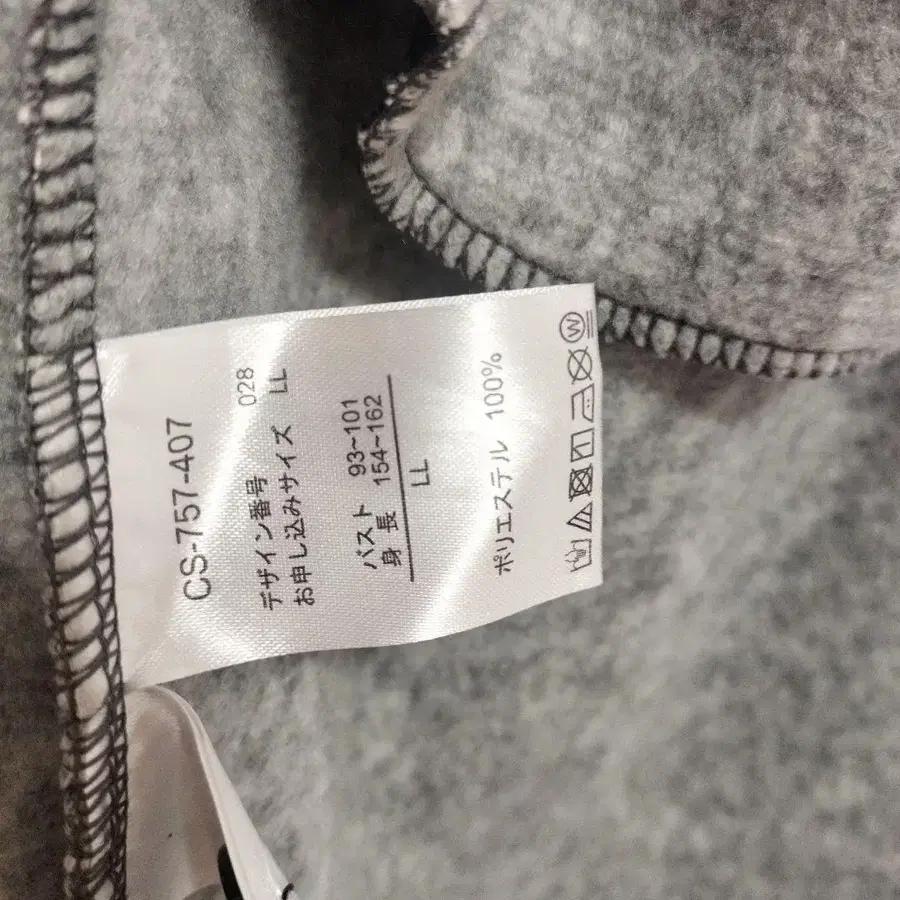 CS-757-407
デザイン番号 028
お申し込みサイズ LL
バスト 93~101
身長 154~162
LL
ポリエステル 100%
W